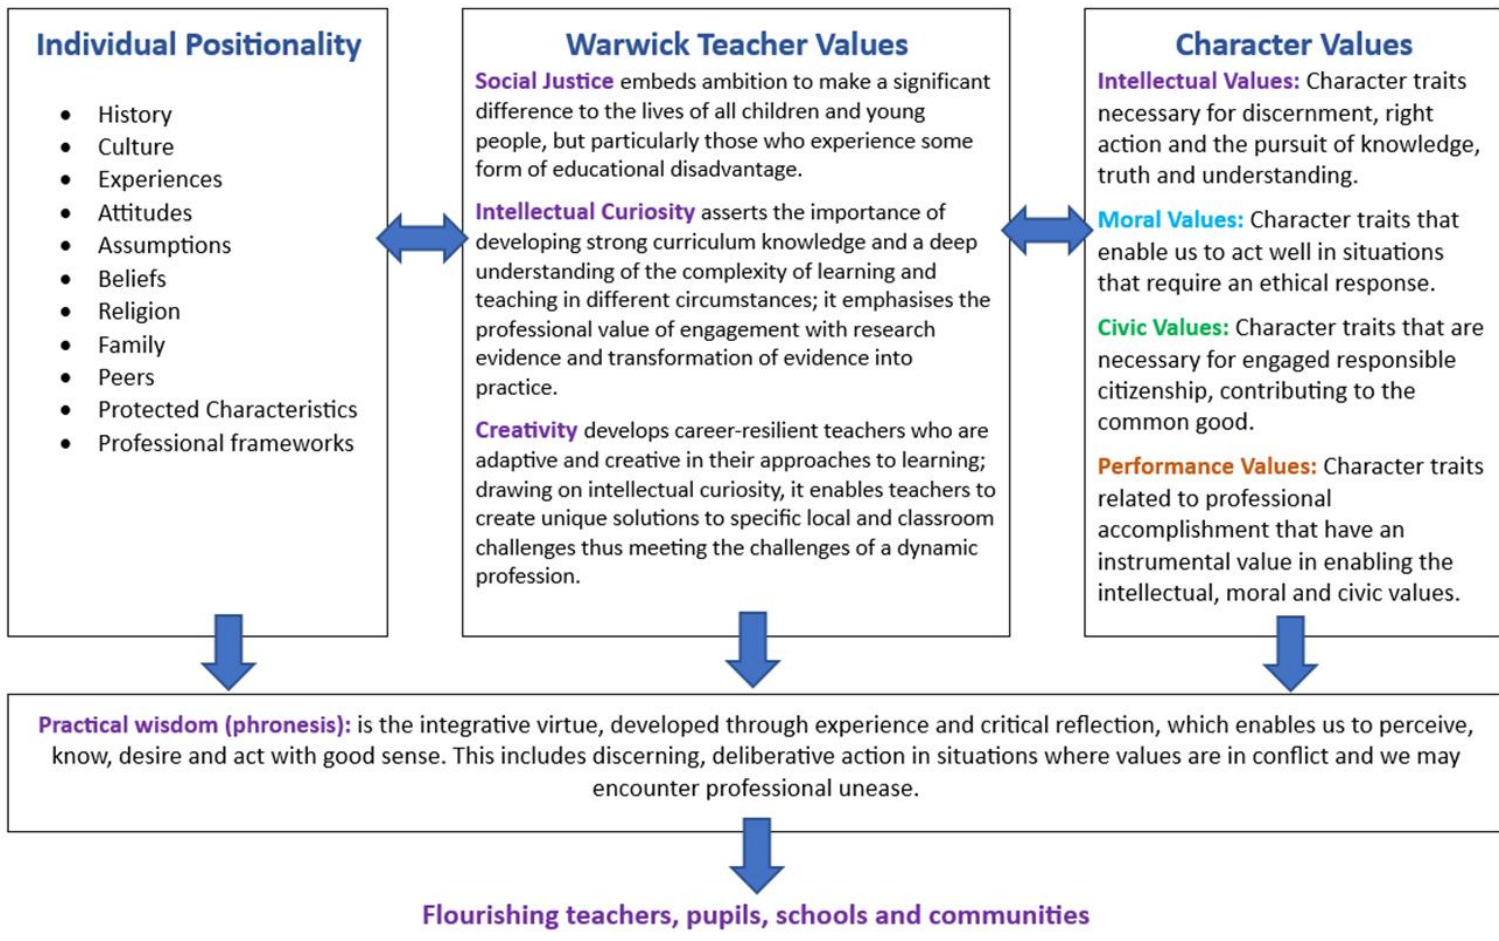 Individual Positionality
• History
• Culture
• Experiences
• Attitudes
• Assumptions
• Beliefs
• Religion
• Family
• Peers
• Protected Characteristics
• Professional frameworks
Warwick Teacher Values
Social Justice embeds ambition to make a significant
difference to the lives of all children and young
people, but particularly those who experience some
form of educational disadvantage.
Intellectual Curiosity asserts the importance of
developing strong curriculum knowledge and a deep
understanding of the complexity of learning and
teaching in different circumstances; it emphasises the
professional value of engagement with research
evidence and transformation of evidence into
practice.
Creativity develops career-resilient teachers who are
adaptive and creative in their approaches to learning;
drawing on intellectual curiosity, it enables teachers to
create unique solutions to specific local and classroom
challenges thus meeting the challenges of a dynamic
profession.
Character Values
Intellectual Values: Character traits
necessary for discernment, right
action and the pursuit of knowledge,
truth and understanding.
Moral Values: Character traits that
enable us to act well in situations
that require an ethical response.
Civic Values: Character traits that are
necessary for engaged responsible
citizenship, contributing to the
common good.
Performance Values: Character traits
related to professional
accomplishment that have an
instrumental value in enabling the
intellectual, moral and civic values.
Practical wisdom (phronesis): is the integrative virtue, developed through experience and critical reflection, which enables us to perceive,
know, desire and act with good sense. This includes discerning, deliberative action in situations where values are in conflict and we may
encounter professional unease.
Flourishing teachers, pupils, schools and communities